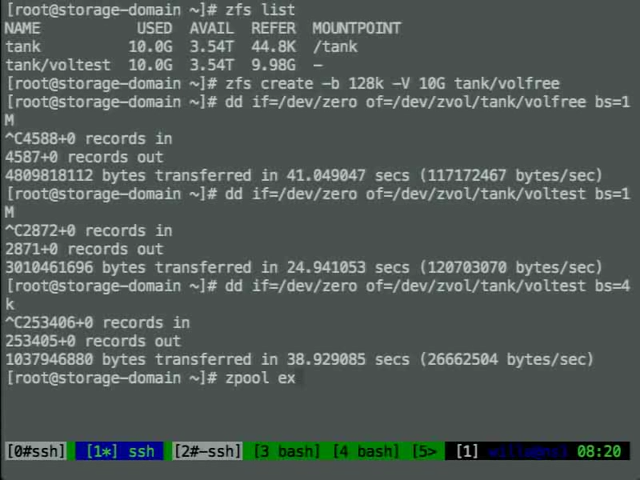 [root@storage-domain ~]# zfs list
NAME USED AVAIL REFER MOUNTPOINT
tank 10.0G 3.54T 44.8K /tank
tank/voltest 10.0G 3.54T 9.98G -
[root@storage-domain ~]# zfs create -b 128k -V 10G tank/volfree
[root@storage-domain ~]# dd if=/dev/zero of=/dev/zvol/tank/volfree bs=1
M
^C4588+0 records in
4587+0 records out
4809818112 bytes transferred in 41.049047 secs (117172467 bytes/sec)
[root@storage-domain ~]# dd if=/dev/zero of=/dev/zvol/tank/voltest bs=1
M
^C2872+0 records in
2871+0 records out
3010461696 bytes transferred in 24.941053 secs (120703070 bytes/sec)
[root@storage-domain ~]# dd if=/dev/zero of=/dev/zvol/tank/voltest bs=4
k
^C253406+0 records in
253405+0 records out
1037946880 bytes transferred in 38.929085 secs (26662504 bytes/sec)
[root@storage-domain ~]# zpool ex
[0#ssh] [1*] ssh [2#-ssh] [3 bash] [4 bash] [5> [1] 08:20